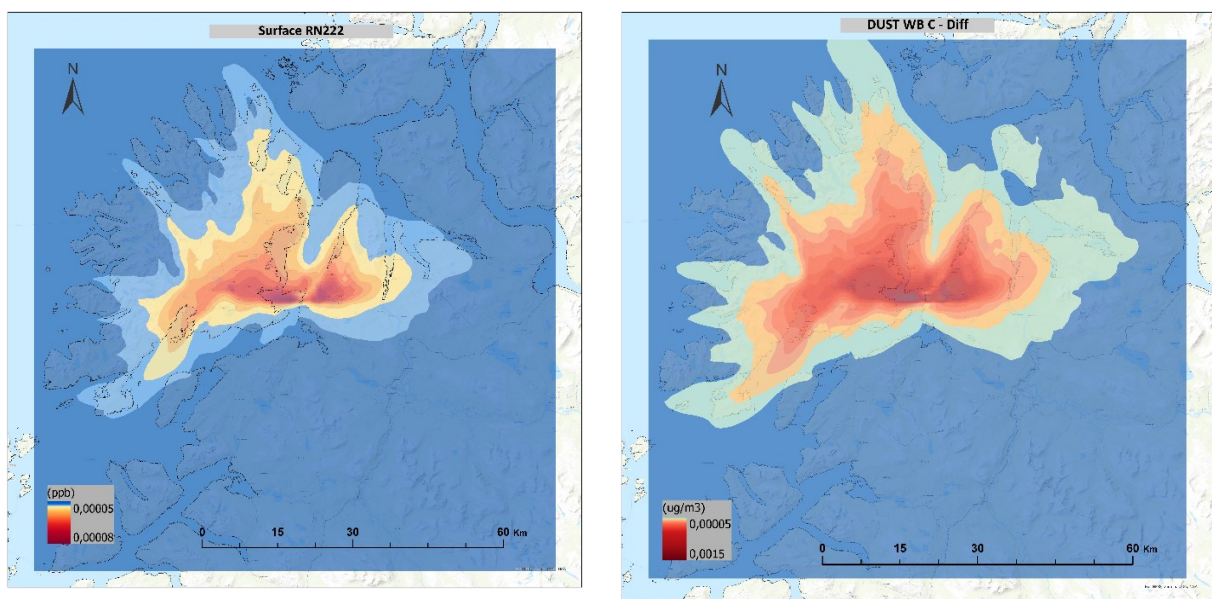 Surface RN222
N
(ppb)
0,00005
0,00008
0 15 30 60 Km
DUST WB C - Diff
N
(ug/m3)
0,00005
0,0015
0 15 30 60 Km